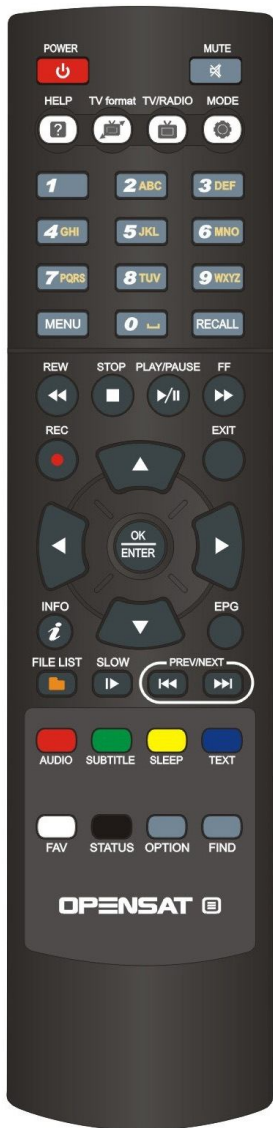 POWER MUTE
HELP TV format TV/RADIO MODE
?
1 2 ABC 3 DEF
4 GHI 5 JKL 6 MNO
7 PQRS 8 TUV 9 WXYZ
MENU 0 RECALL
REW STOP PLAY/PAUSE FF
REC EXIT
OK
ENTER
INFO EPG
i
FILE LIST SLOW PREV/NEXT
AUDIO SUBTITLE SLEEP TEXT
FAV STATUS OPTION FIND
OPENSAT